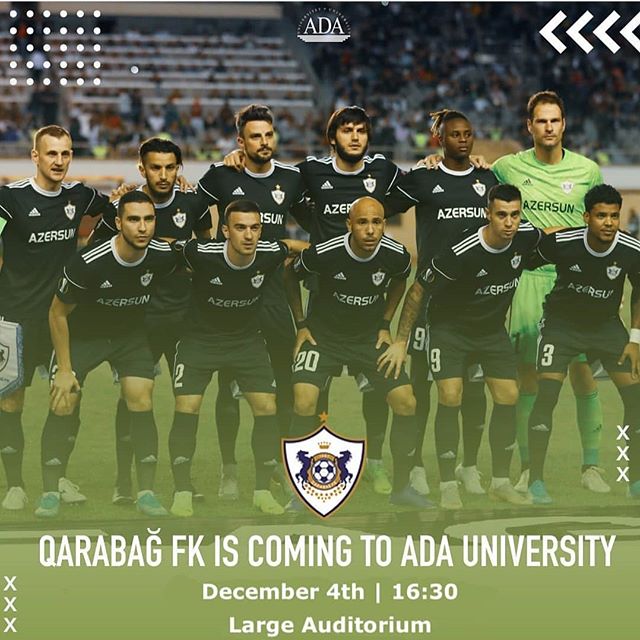 ADA
AZERSUN
AZERSUN
AZERSUN
AZERSUN
AZERSUN
AZERSUN
AZERSUN
AZERSUN
AZERSUN
AZERSUN
2
20
9
9
3
QARABAĞ FK IS COMING TO ADA UNIVERSITY
December 4th | 16:30
Large Auditorium
X
X
X
X
X
X